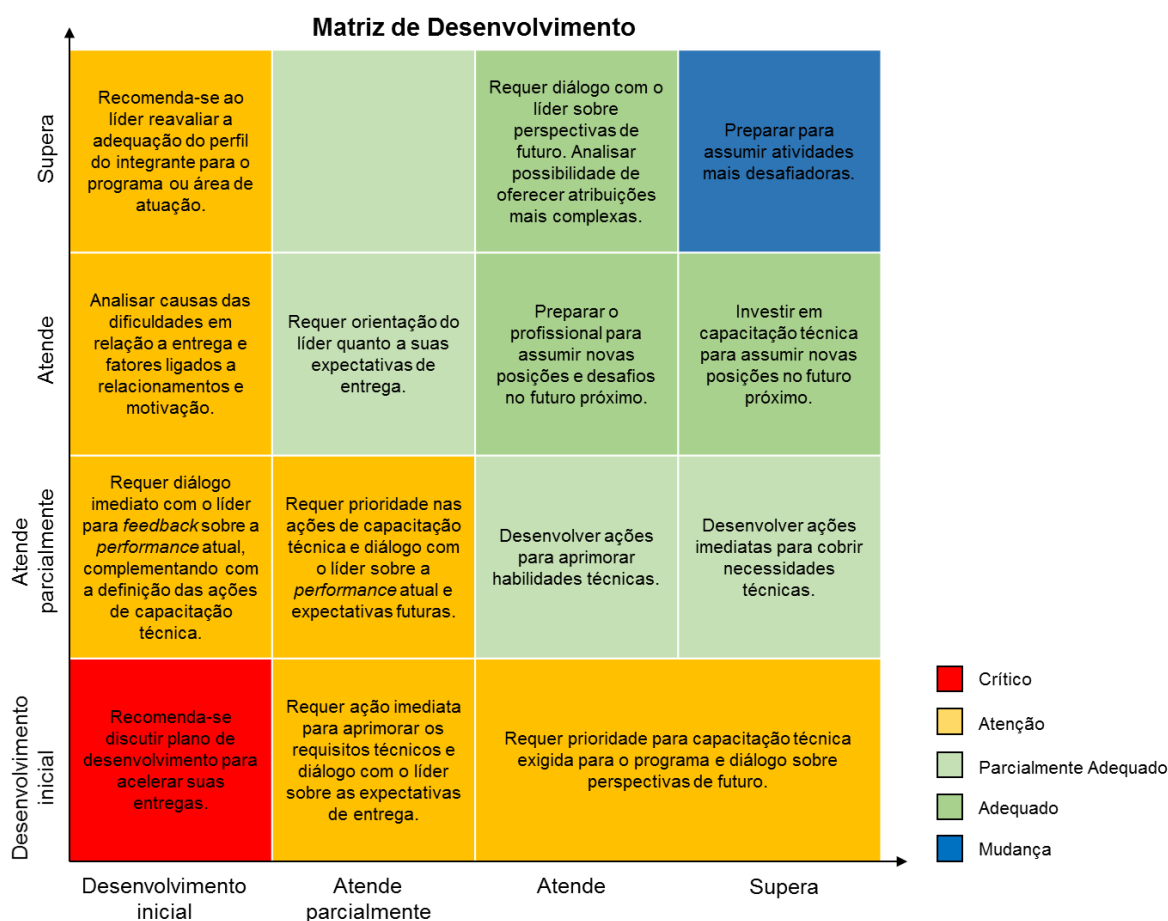 Matriz de Desenvolvimento
Supera
Recomenda-se ao
líder reavaliar a
adequação do perfil
do integrante para o
programa ou área de
atuação.
Requer diálogo com o
líder sobre
perspectivas de
futuro. Analisar
possibilidade de
oferecer atribuições
mais complexas.
Preparar para
assumir atividades
mais desafiadoras.
Atende
Analisar causas das
dificuldades em
relação a entrega e
fatores ligados a
relacionamentos e
motivação.
Requer orientação do
líder quanto a suas
expectativas de
entrega.
Preparar o
profissional para
assumir novas
posições e desafios
no futuro próximo.
Investir em
capacitação técnica
para assumir novas
posições no futuro
próximo.
Atende
parcialmente
Requer diálogo
imediato com o líder
para feedback sobre a
performance atual,
complementando com
a definição das ações
de capacitação
técnica.
Requer prioridade nas
ações de capacitação
técnica e diálogo com
o líder sobre a
performance atual e
expectativas futuras.
Desenvolver ações
para aprimorar
habilidades técnicas.
Desenvolver ações
imediatas para cobrir
necessidades
técnicas.
Desenvolvimento
inicial
Recomenda-se
discutir plano de
desenvolvimento para
acelerar suas
entregas.
Requer ação imediata
para aprimorar os
requisitos técnicos e
diálogo com o líder
sobre as expectativas
de entrega.
Requer prioridade para capacitação técnica
exigida para o programa e diálogo sobre
perspectivas de futuro.
Desenvolvimento
inicial
Atende
parcialmente
Atende
Supera
Crítico
Atenção
Parcialmente Adequado
Adequado
Mudança